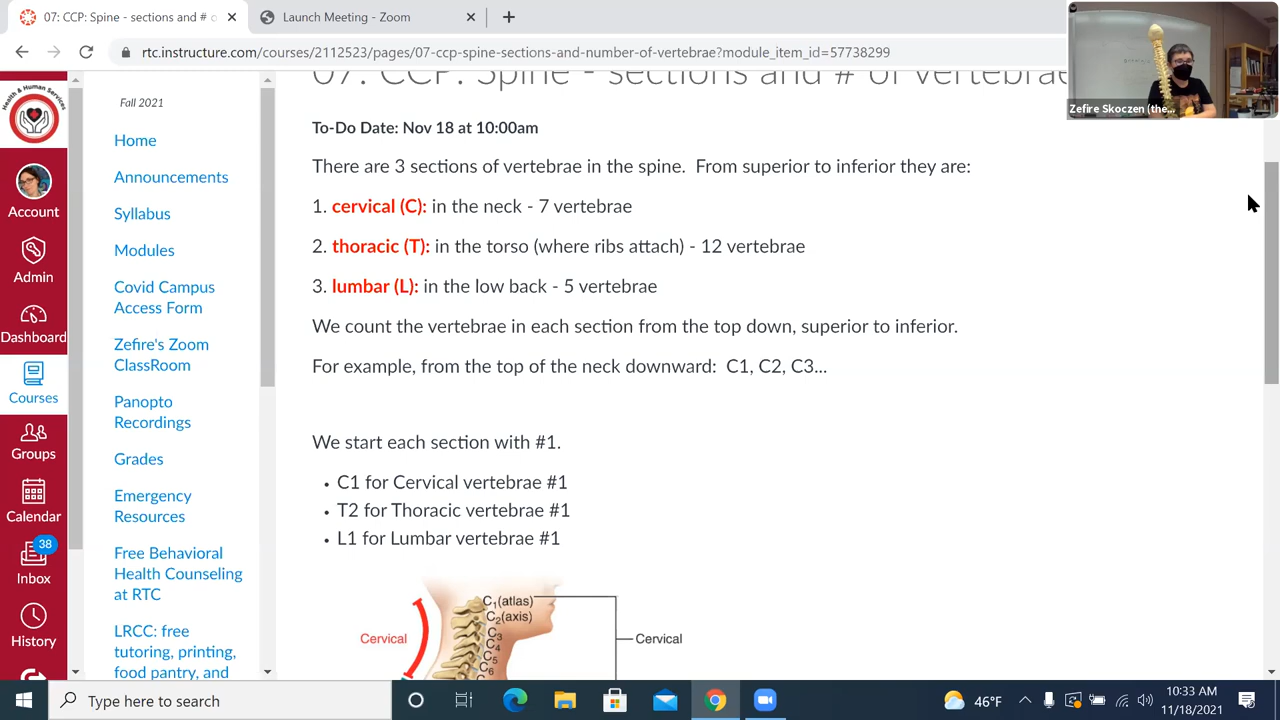 07: CCP: Spine - sections and # o
Launch Meeting - Zoom
rtc.instructure.com/courses/2112523/pages/07-ccp-spine-sections-and-number-of-vertebrae?module_item_id=57738299
Zefire Skoczen (the...
Health & Human Services
Account
Admin
Dashboard
Courses
Groups
Calendar
38
Inbox
History
Fall 2021
Home
Announcements
Syllabus
Modules
Covid Campus
Access Form
Zefire's Zoom
ClassRoom
Panopto
Recordings
Grades
Emergency
Resources
Free Behavioral
Health Counseling
at RTC
LRCC: free
tutoring, printing,
food pantry, and
07: CCP: Spine - sections and # of vertebrae
To-Do Date: Nov 18 at 10:00am
There are 3 sections of vertebrae in the spine. From superior to inferior they are:
1. cervical (C): in the neck - 7 vertebrae
2. thoracic (T): in the torso (where ribs attach) - 12 vertebrae
3. lumbar (L): in the low back - 5 vertebrae
We count the vertebrae in each section from the top down, superior to inferior.
For example, from the top of the neck downward: C1, C2, C3...
We start each section with #1.
• C1 for Cervical vertebrae #1
• T2 for Thoracic vertebrae #1
• L1 for Lumbar vertebrae #1
C1(atlas)
C2(axis)
C3
C4
C5
C6
Cervical
Cervical
Type here to search
46°F
10:33 AM
11/18/2021